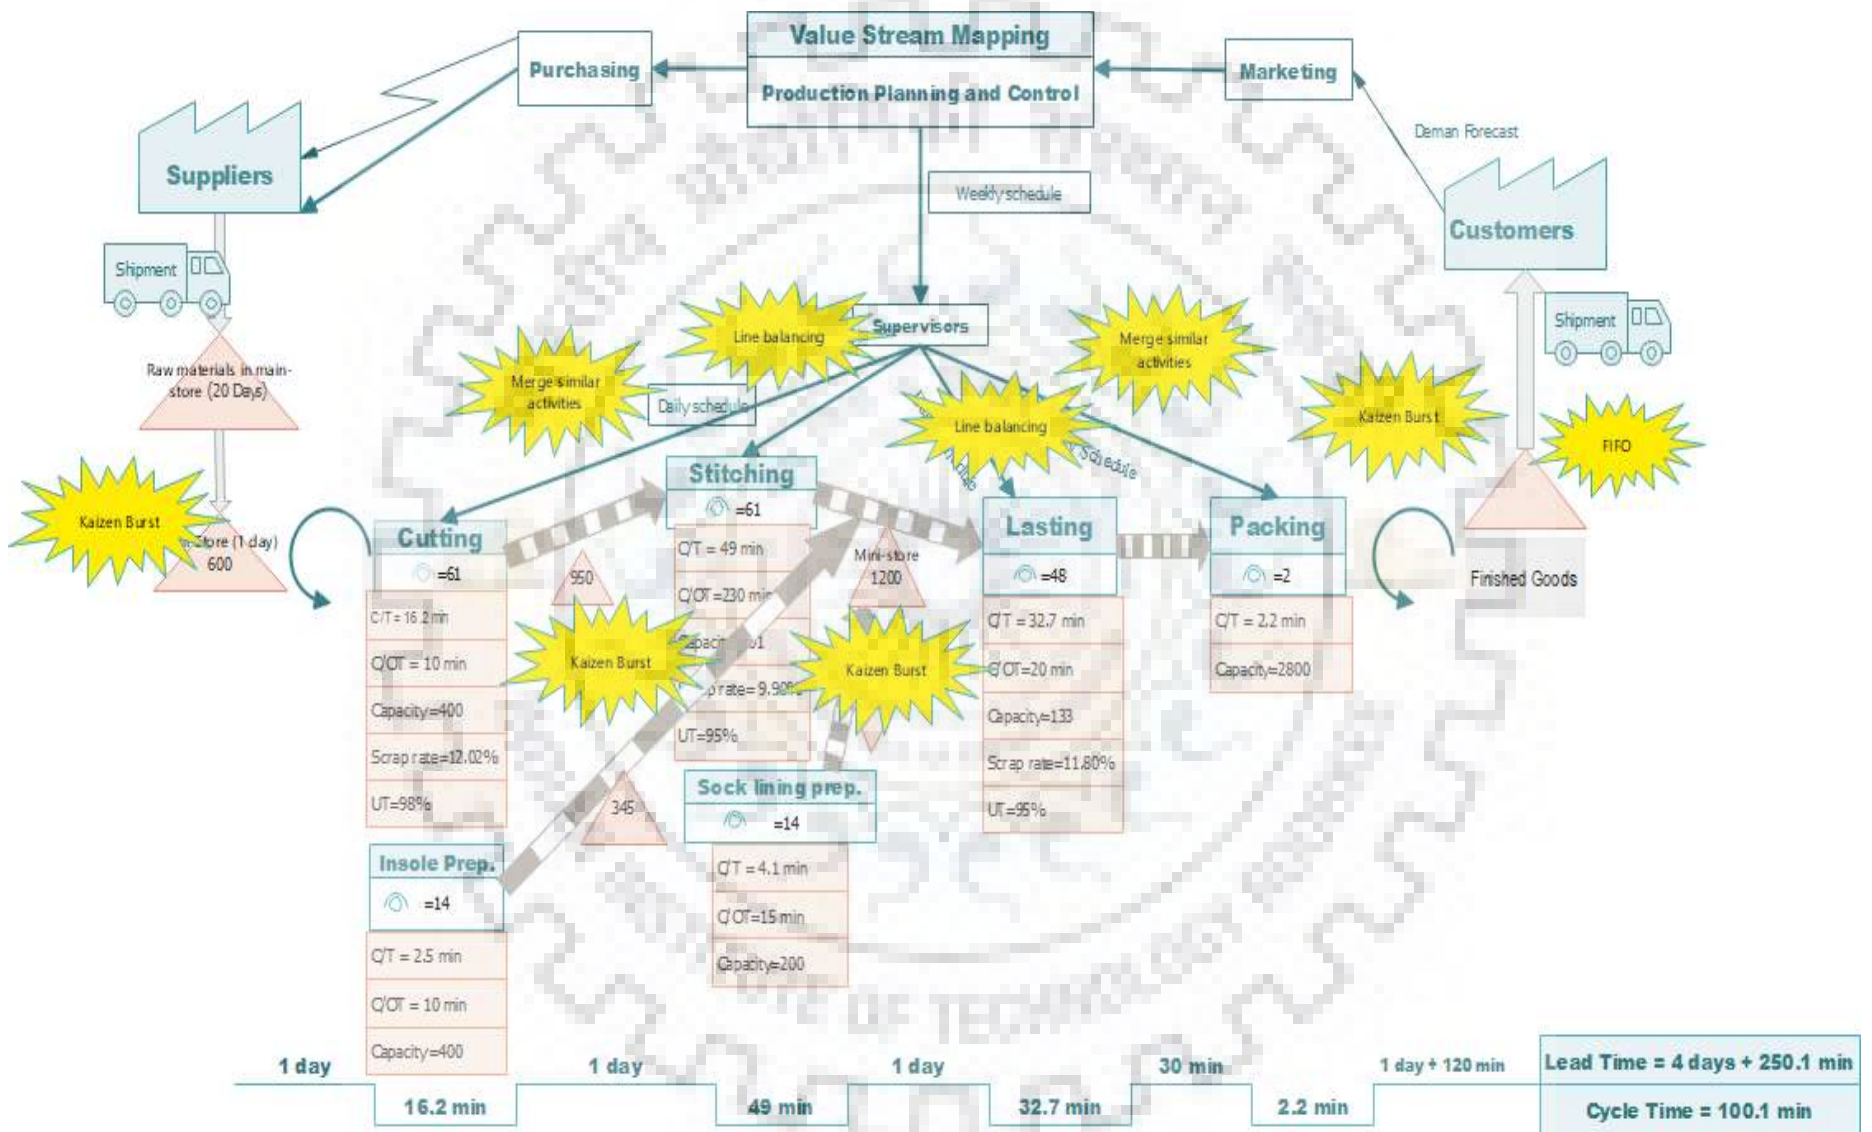 Value Stream Mapping
Production Planning and Control
Purchasing
Marketing
Deman Forecast
Suppliers
Customers
Weekly schedule
Shipment
Shipment
Supervisors
Line balancing
Merge similar
activities
Merge similar
activities
Line balancing
Daily schedule
Schedule
Raw materials in main-
store (20 Days)
Kaizen Burst
FIFO
Kaizen Burst
Store (1 day)
600
Cutting
=61
C/T = 16.2 min
C/OT = 10 min
Capacity=400
Scrap rate=12.02%
UT=98%
950
Kaizen Burst
Stitching
=61
C/T = 49 min
C/OT=230 min
rate= 9.90%
UT=95%
Mini-store
1200
Kaizen Burst
Lasting
=48
C/T = 32.7 min
C/OT=20 min
Capacity=133
Scrap rate=11.80%
UT=95%
Packing
=2
C/T = 2.2 min
Capacity=2800
Finished Goods
Insole Prep.
=14
C/T = 2.5 min
C/OT = 10 min
Capacity=400
345
Sock lining prep.
=14
C/T = 4.1 min
C/OT=15 min
Capacity=200
1 day
16.2 min
1 day
49 min
1 day
32.7 min
30 min
2.2 min
1 day + 120 min
Lead Time = 4 days + 250.1 min
Cycle Time = 100.1 min
OF TECHNOLOGY